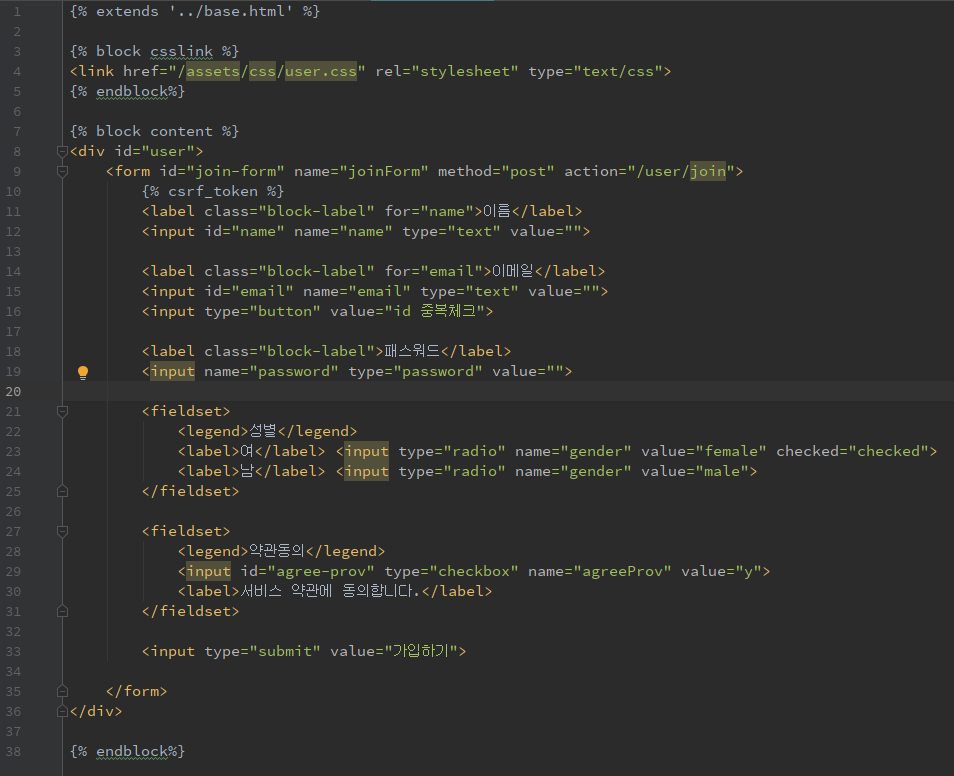 1 {% extends '../base.html' %}
2
3 {% block csslink %}
4 <link href="/assets/css/user.css" rel="stylesheet" type="text/css">
5 {% endblock%}
6
7 {% block content %}
8 <div id="user">
9 <form id="join-form" name="joinForm" method="post" action="/user/join">
10 {% csrf_token %}
11 <label class="block-label" for="name">이름</label>
12 <input id="name" name="name" type="text" value="">
13
14 <label class="block-label" for="email">이메일</label>
15 <input id="email" name="email" type="text" value="">
16 <input type="button" value="id 중복체크">
17
18 <label class="block-label">패스워드</label>
19 <input name="password" type="password" value="">
20
21 <fieldset>
22 <legend>성별</legend>
23 <label>여</label> <input type="radio" name="gender" value="female" checked="checked">
24 <label>남</label> <input type="radio" name="gender" value="male">
25 </fieldset>
26
27 <fieldset>
28 <legend>약관동의</legend>
29 <input id="agree-prov" type="checkbox" name="agreeProv" value="y">
30 <label>서비스 약관에 동의합니다.</label>
31 </fieldset>
32
33 <input type="submit" value="가입하기">
34
35 </form>
36 </div>
37
38 {% endblock%}